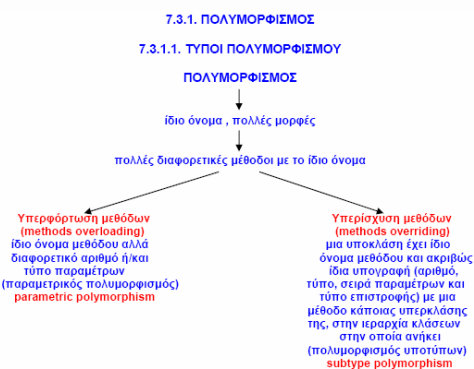 7.3.1. ΠΟΛΥΜΟΡΦΙΣΜΟΣ
7.3.1.1. ΤΥΠΟΙ ΠΟΛΥΜΟΡΦΙΣΜΟΥ
ΠΟΛΥΜΟΡΦΙΣΜΟΣ
ίδιο όνομα , πολλές μορφές
πολλές διαφορετικές μέθοδοι με το ίδιο όνομα
Υπερφόρτωση μεθόδων
(methods overloading)
ίδιο όνομα μεθόδου αλλά
διαφορετικό αριθμό ή/και
τύπο παραμέτρων
(παραμετρικός πολυμορφισμός)
parametric polymorphism
Υπερίσχυση μεθόδων
(methods overriding)
μια υποκλάση έχει ίδιο
όνομα μεθόδου και ακριβώς
ίδια υπογραφή (αριθμό,
τύπο, σειρά παραμέτρων και
τύπο επιστροφής) με μια
μέθοδο κάποιας υπερκλάσης
της, στην ιεραρχία κλάσεων
στην οποία ανήκει
(πολυμορφισμός υποτύπων)
subtype polymorphism